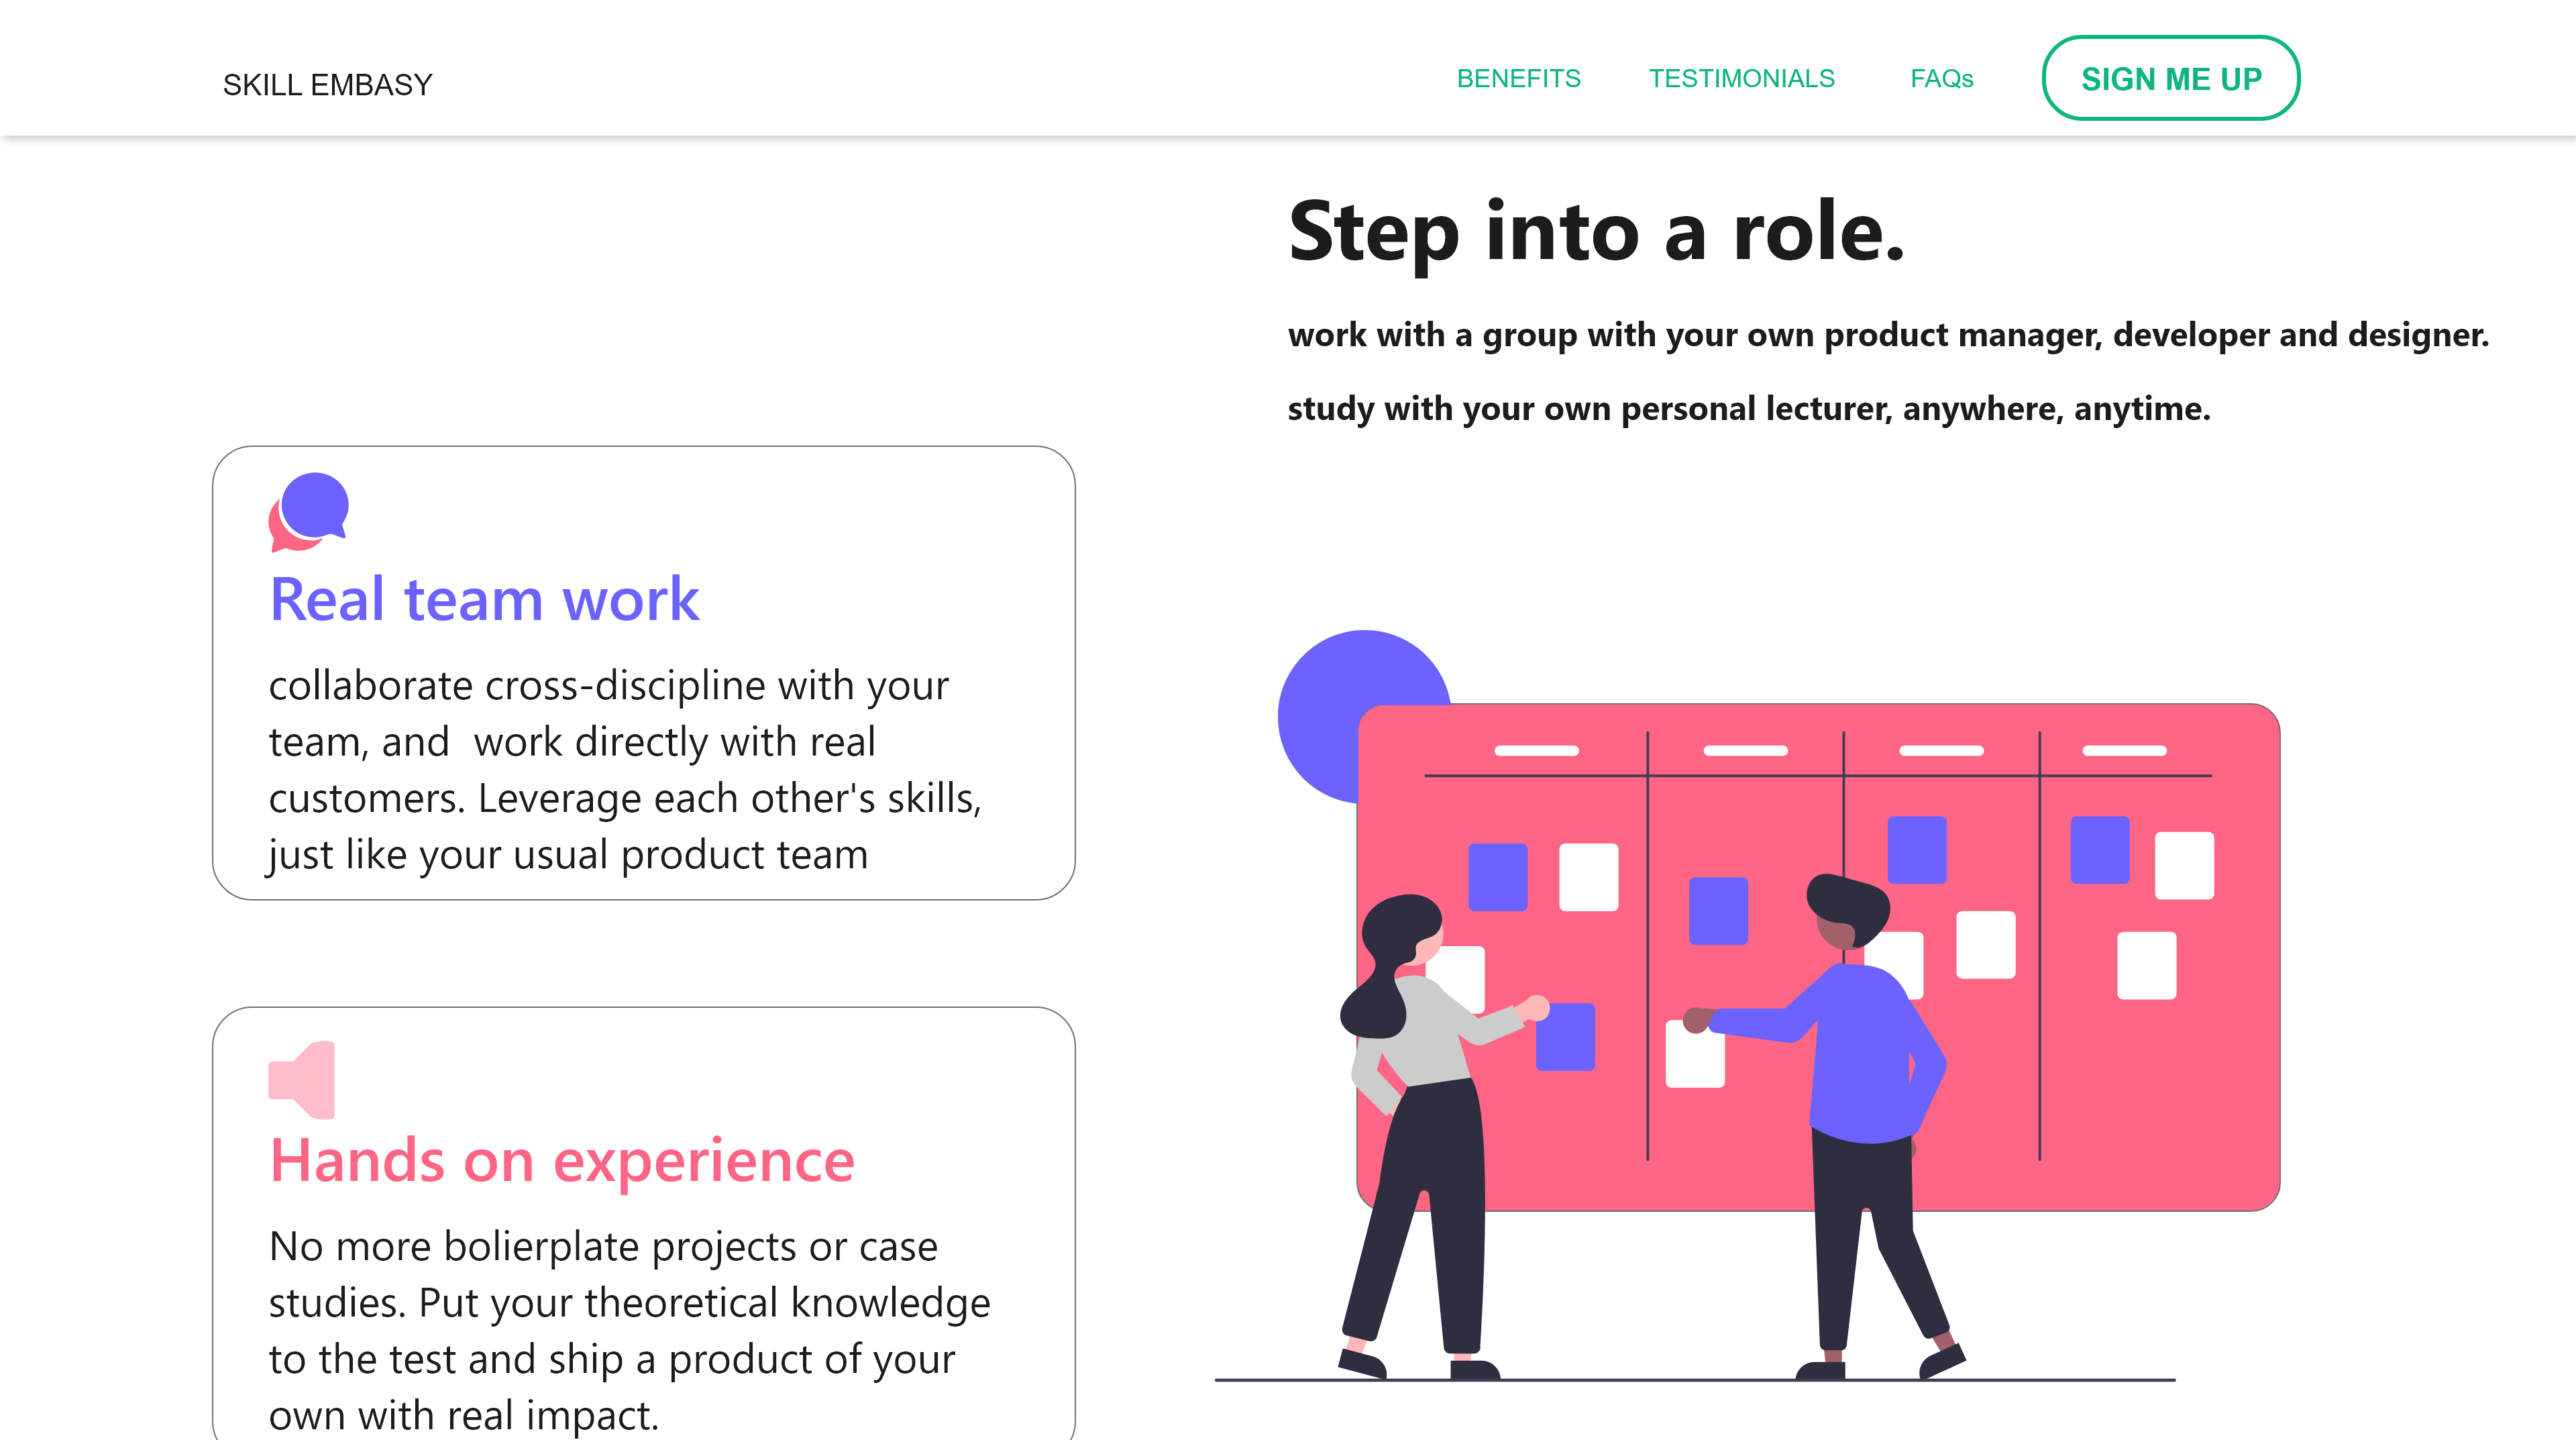 SKILL EMBASY
BENEFITS
TESTIMONIALS
FAQs
SIGN ME UP
Step into a role.
work with a group with your own product manager, developer and designer.
study with your own personal lecturer, anywhere, anytime.
Real team work
collaborate cross-discipline with your
team, and  work directly with real
customers. Leverage each other's skills,
just like your usual product team
Hands on experience
No more bolierplate projects or case
studies. Put your theoretical knowledge
to the test and ship a product of your
own with real impact.